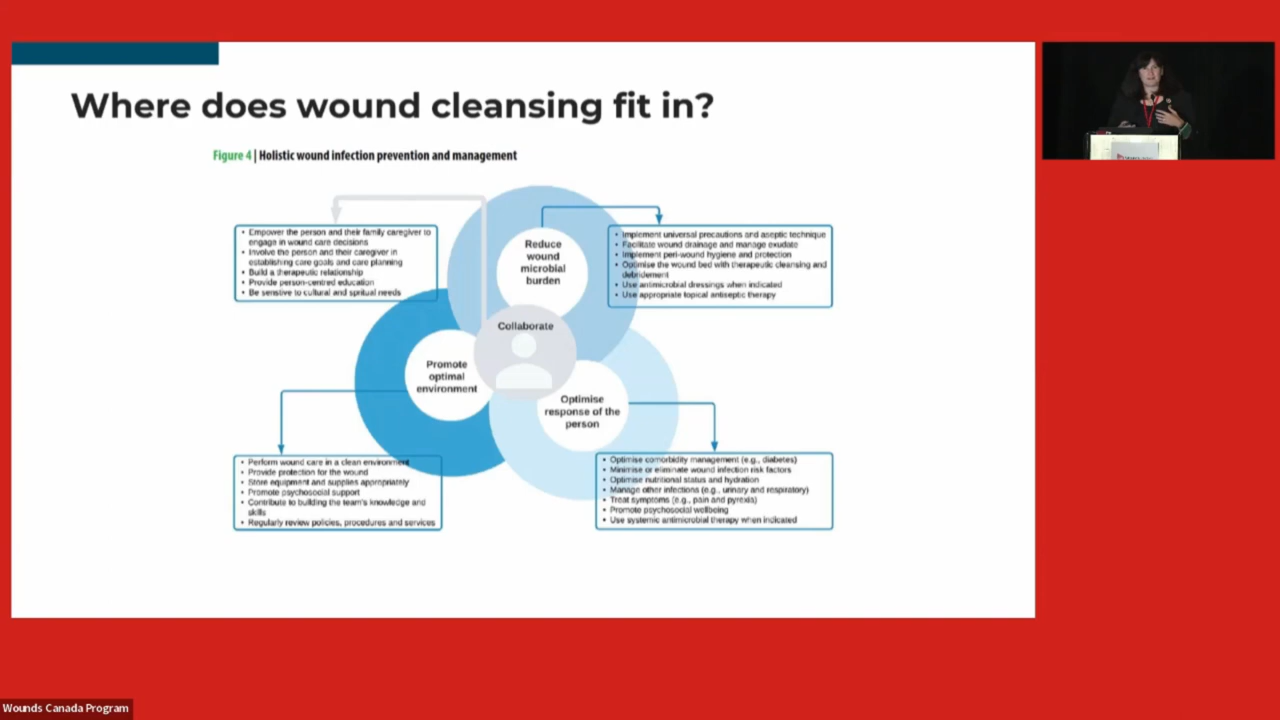 Where does wound cleansing fit in?
Figure 4 | Holistic wound infection prevention and management
• Empower the person and their family caregiver to
engage in wound care decisions
• Involve the person and their caregiver in
establishing care goals and care planning
• Build a therapeutic relationship
• Provide person-centred education
• Be senstive to cultural and spritual needs
Reduce
wound
microbial
burden
• Implement universal precautions and aseptic technique
• Facilitate wound drainage and manage exudate
• Implement peri-wound hygiene and protection
• Optimise the wound bed with therapeutic cleansing and
debridement
• Use antimicrobial dressings when indicated
• Use appropriate topical antiseptic therapy
Collaborate
Promote
optimal
environment
Optimise
response of the
person
• Perform wound care in a clean environment
• Provide protection for the wound
• Store equipment and supplies appropriately
• Promote psychosocial support
• Contribute to building the team's knowledge and
skills
• Regularly review policies, procedures and services
• Optimise comorbidity management (e.g., diabetes)
• Minimise or eliminate wound infection risk factors
• Optimise nutritional status and hydration
• Manage other infections (e.g., urinary and respiratory)
• Treat symptoms (e.g., pain and pyrexia)
• Promote psychosocial wellbeing
• Use systemic antimicrobial therapy when indicated
Wounds Canada Program